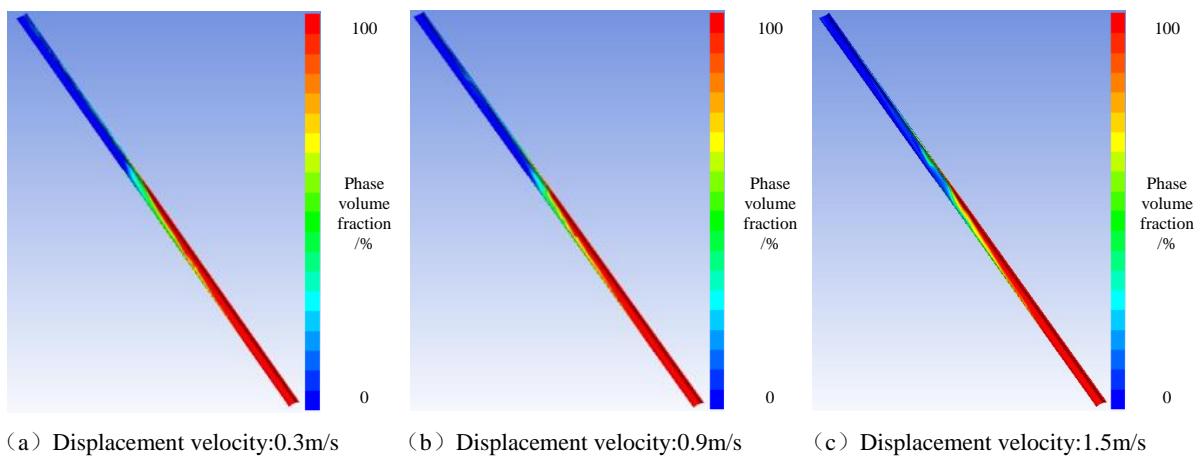 100
Phase
volume
fraction
/%
0
100
Phase
volume
fraction
/%
0
100
Phase
volume
fraction
/%
0
（a）Displacement velocity:0.3m/s
（b）Displacement velocity:0.9m/s
（c）Displacement velocity:1.5m/s